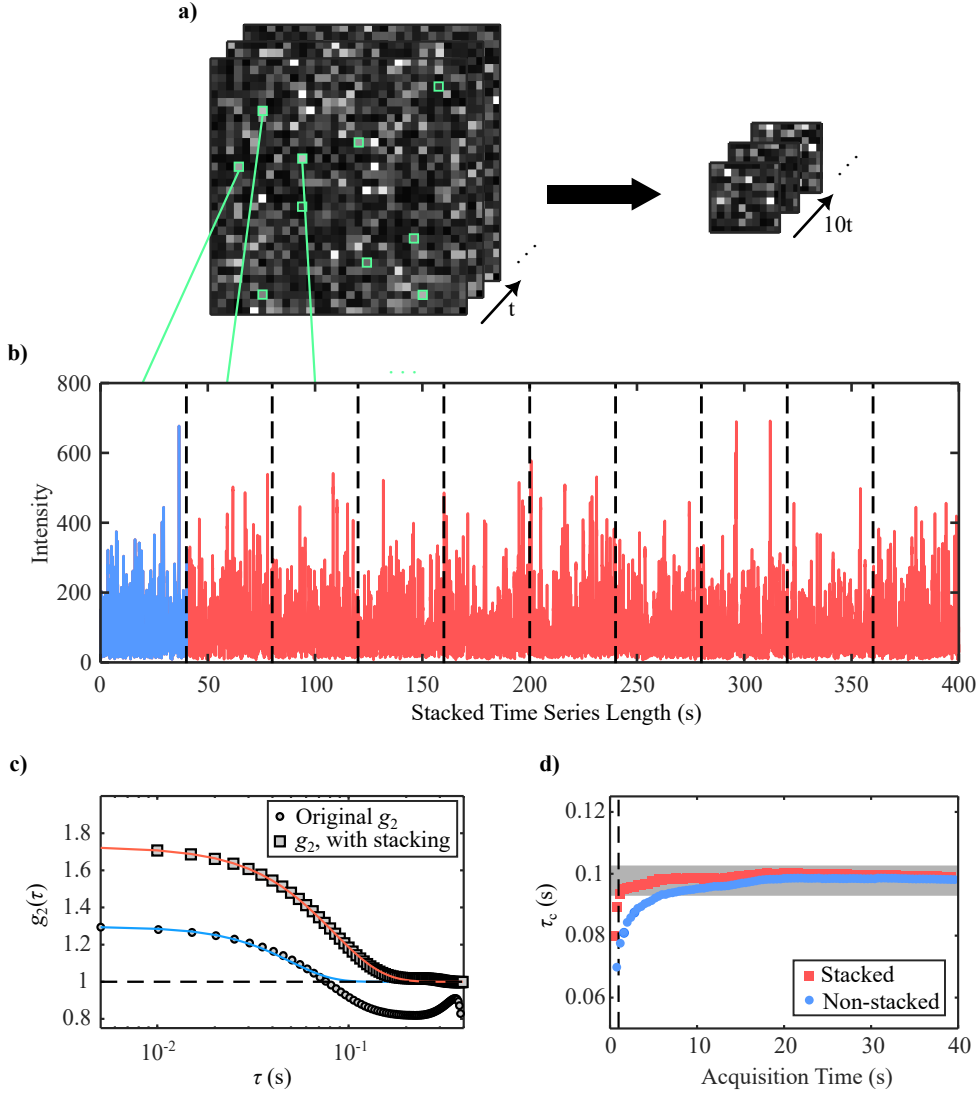 a)
t
10t
b)
800
600
400
200
0
Intensity
0 50 100 150 200 250 300 350 400
Stacked Time Series Length (s)
c)
Original g₂
g₂, with stacking
1.8
1.6
1.4
1.2
1
0.8
g₂(τ)
10⁻² 10⁻¹
τ (s)
d)
0.12
0.1
0.08
0.06
τc (s)
Stacked
Non-stacked
0 10 20 30 40
Acquisition Time (s)